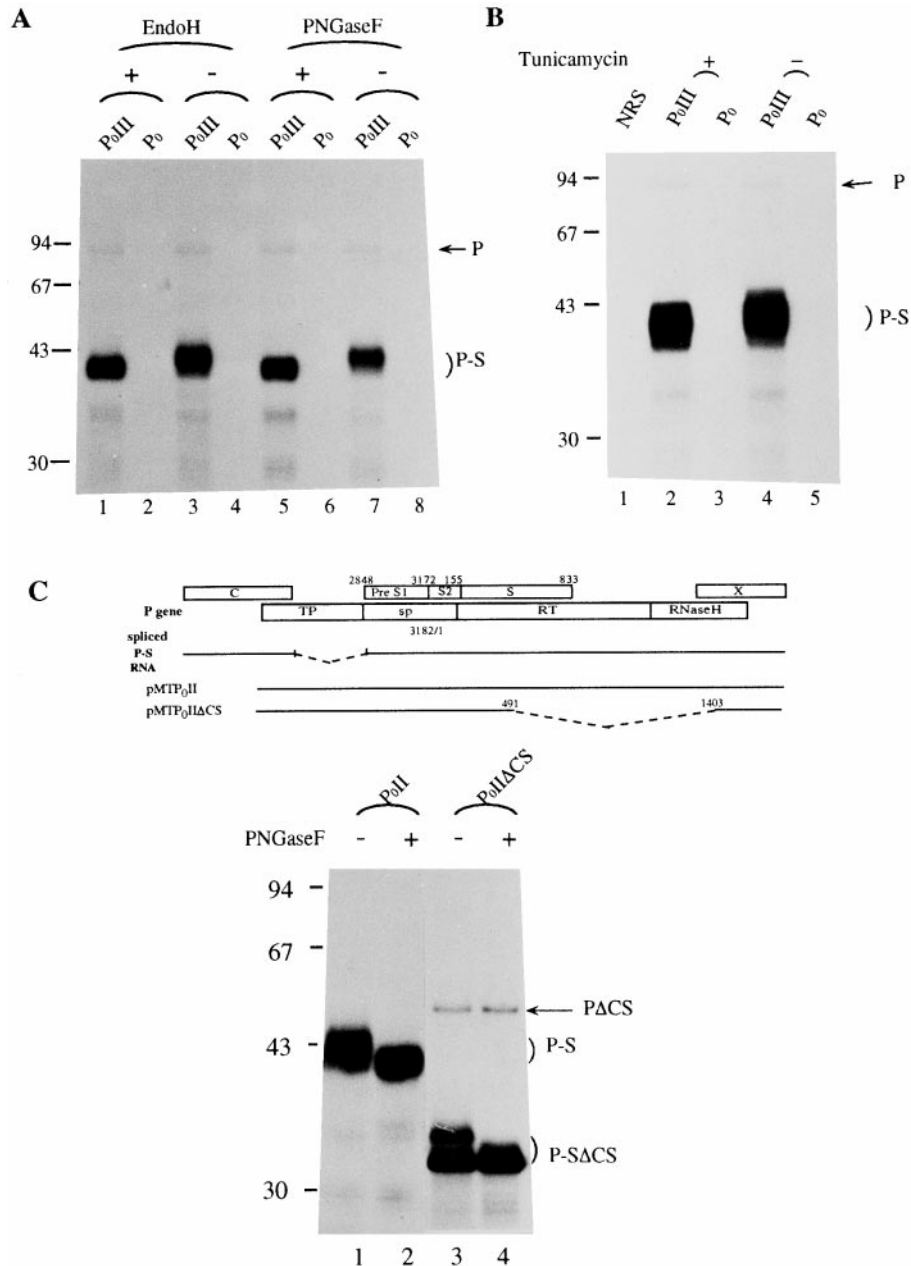 A
EndoH PNGaseF
+ - + -
P₀III P₀ P₀III P₀ P₀III P₀ P₀III P₀
94
67
43
30
P
P-S
1 2 3 4 5 6 7 8
B
Tunicamycin + -
NRS P₀III P₀ P₀III P₀
94
67
43
30
P
P-S
1 2 3 4 5
C
2848 3172 155 833
C Pre S1 S2 S X
P gene TP sp RT RNaseH
spliced 3182/1
P-S
RNA
pMTP₀II
pMTP₀IIΔCS 491 1403
P₀II P₀IIΔCS
PNGaseF - + - +
94
67
43
30
PΔCS
P-S
P-SΔCS
1 2 3 4